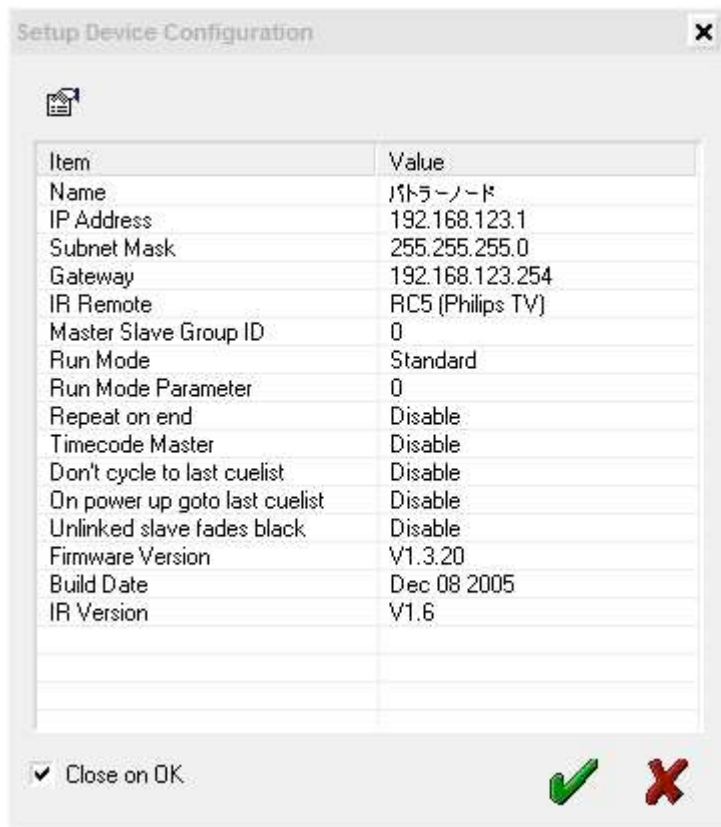 Setup Device Configuration
Item Value
Name バトラーノード
IP Address 192.168.123.1
Subnet Mask 255.255.255.0
Gateway 192.168.123.254
IR Remote RC5 (Philips TV)
Master Slave Group ID 0
Run Mode Standard
Run Mode Parameter 0
Repeat on end Disable
Timecode Master Disable
Don't cycle to last cuelist Disable
On power up goto last cuelist Disable
Unlinked slave fades black Disable
Firmware Version V1.3.20
Build Date Dec 08 2005
IR Version V1.6
Close on OK